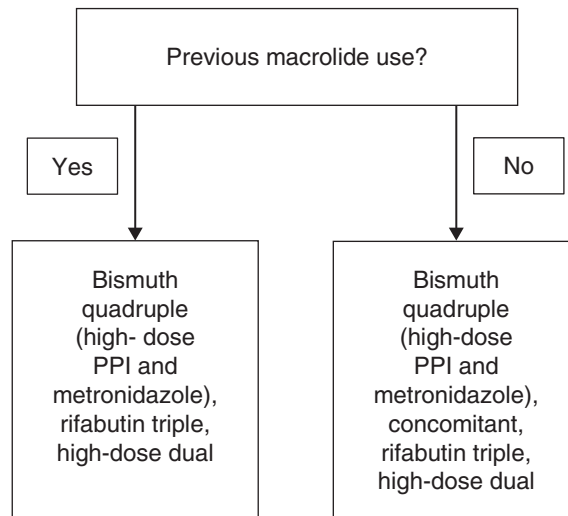 Previous macrolide use?
Yes
No
Bismuth
quadruple
(high- dose
PPI and
metronidazole),
rifabutin triple,
high-dose dual
Bismuth
quadruple
(high-dose
PPI and
metronidazole),
concomitant,
rifabutin triple,
high-dose dual